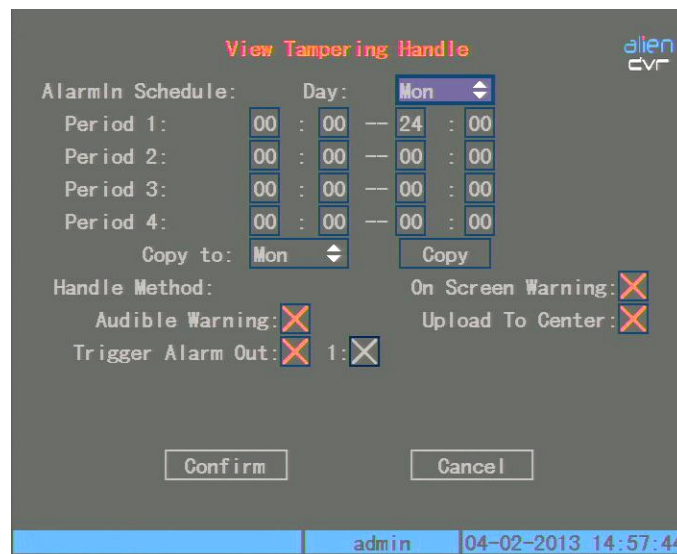 View Tampering Handle
alien
dvr
AlarmIn Schedule: Day: Mon
Period 1: 00 : 00 -- 24 : 00
Period 2: 00 : 00 -- 00 : 00
Period 3: 00 : 00 -- 00 : 00
Period 4: 00 : 00 -- 00 : 00
Copy to: Mon Copy
Handle Method: On Screen Warning:
Audible Warning: Upload To Center:
Trigger Alarm Out: 1:
Confirm Cancel
admin 04-02-2013 14:57:44